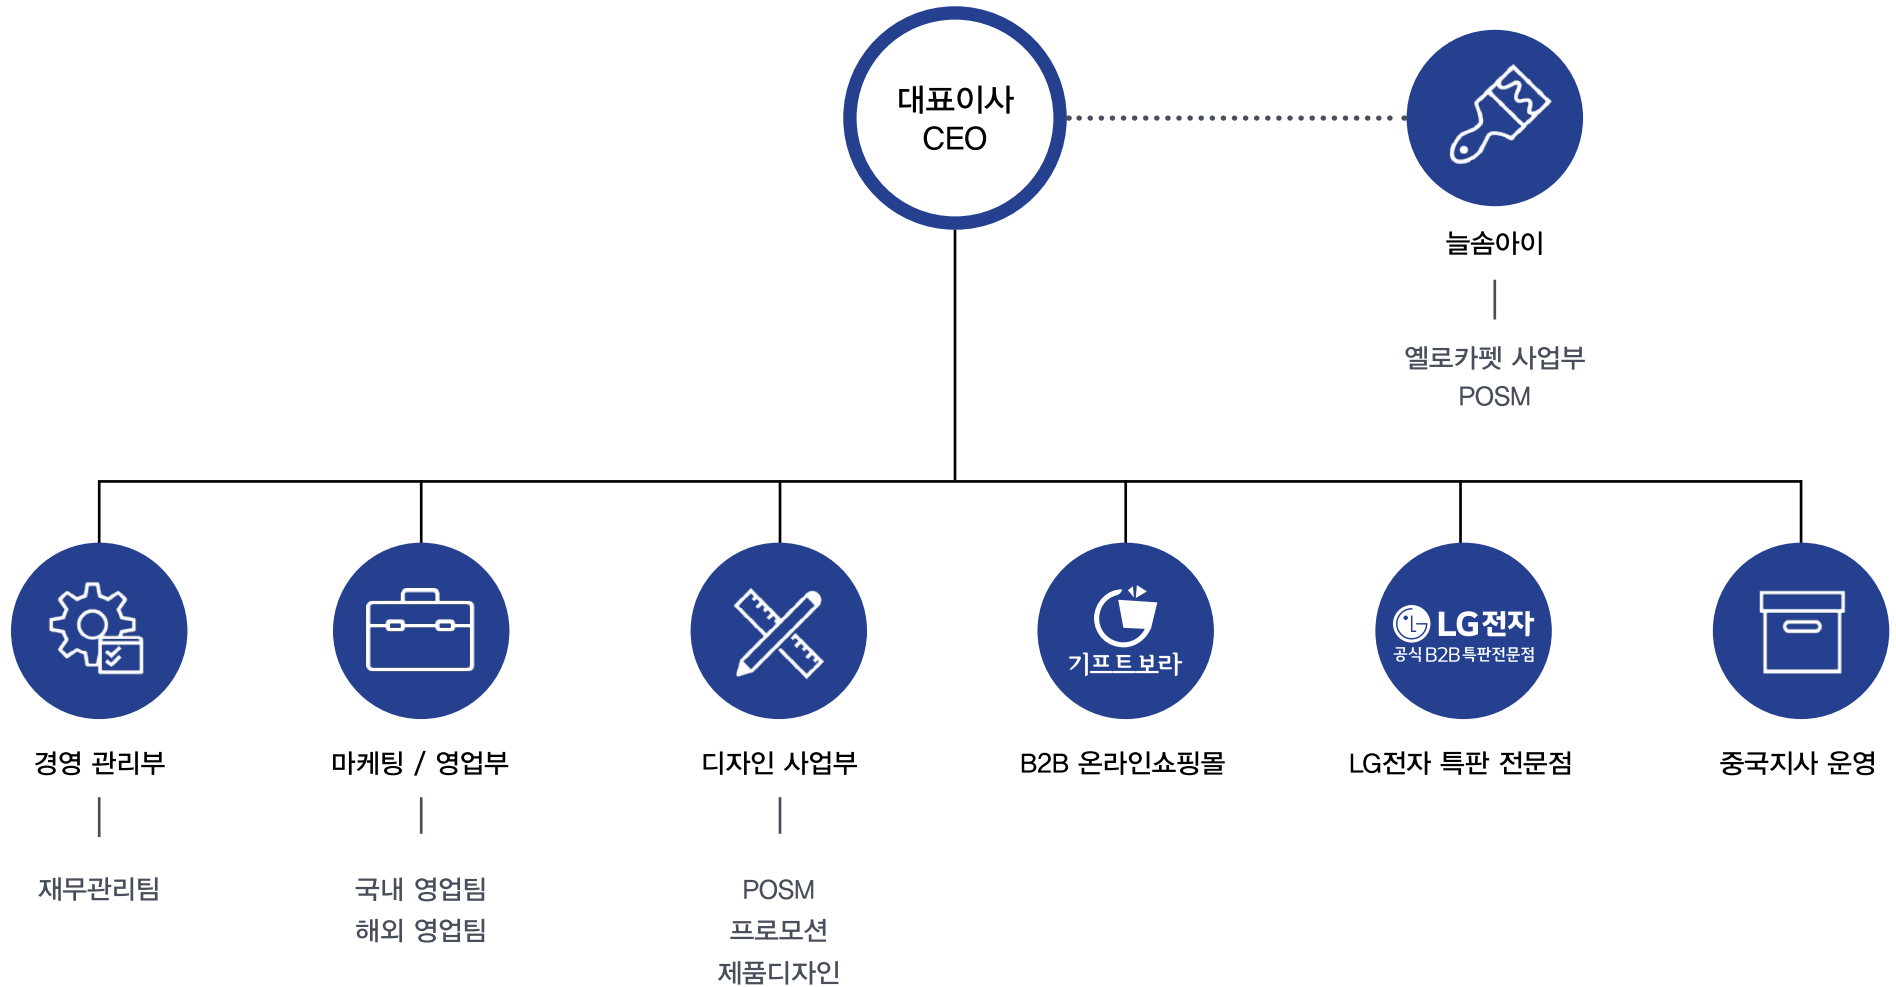 대표이사
CEO
늘솜아이
옐로카펫 사업부
POSM
기프트보라
LG전자
공식 B2B 특판전문점
경영 관리부
마케팅 / 영업부
디자인 사업부
B2B 온라인쇼핑몰
LG전자 특판 전문점
중국지사 운영
재무관리팀
국내 영업팀
해외 영업팀
POSM
프로모션
제품디자인